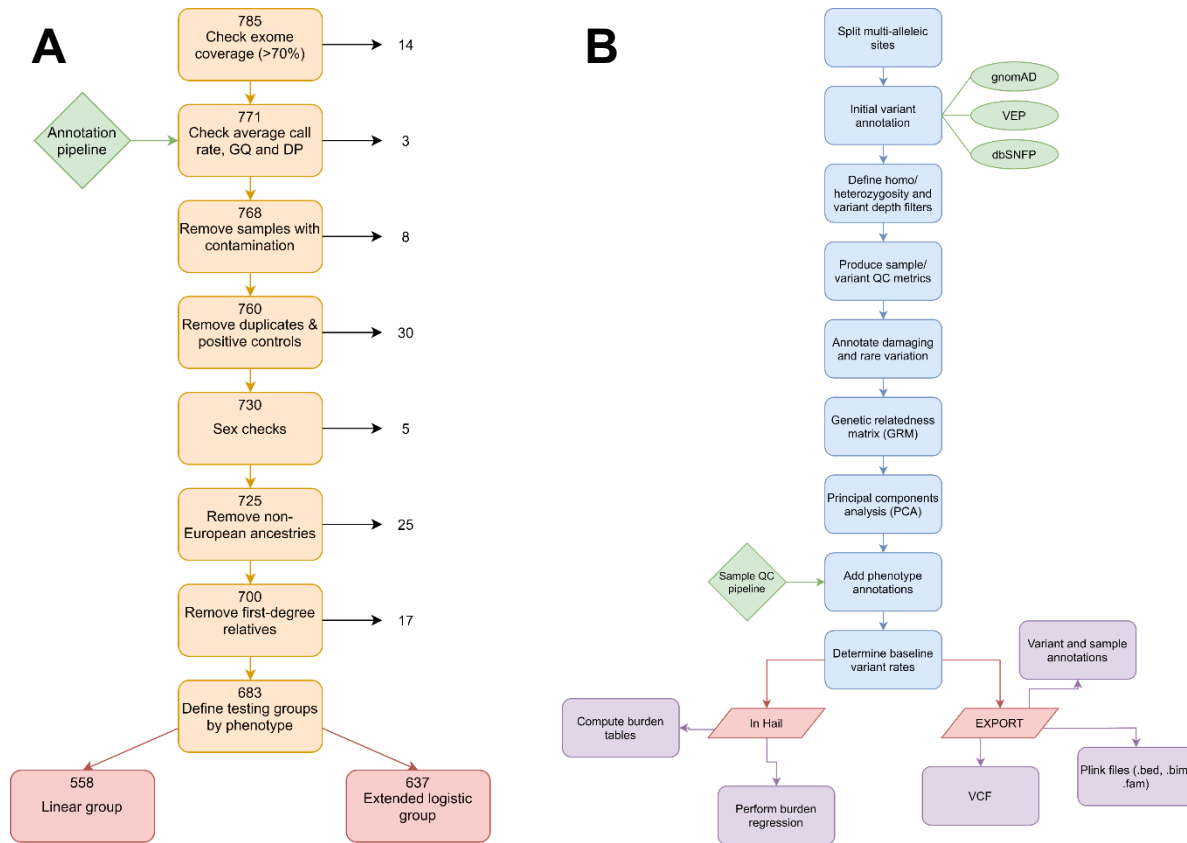 A
785
Check exome
coverage (>70%)
14
Annotation
pipeline
771
Check average call
rate, GQ and DP
3
768
Remove samples with
contamination
8
760
Remove duplicates &
positive controls
30
730
Sex checks
5
725
Remove non-
European ancestries
25
700
Remove first-degree
relatives
17
683
Define testing groups
by phenotype
558
Linear group
637
Extended logistic
group
B
Split multi-alleleic
sites
Initial variant
annotation
gnomAD
VEP
dbSNFP
Define homo/
heterozygosity and
variant depth filters
Produce sample/
variant QC metrics
Annotate damaging
and rare variation
Genetic relatedness
matrix (GRM)
Principal components
analysis (PCA)
Sample QC
pipeline
Add phenotype
annotations
Determine baseline
variant rates
Variant and sample
annotations
In Hail
EXPORT
Compute burden
tables
Perform burden
regression
VCF
Plink files (.bed, .bim
.fam)